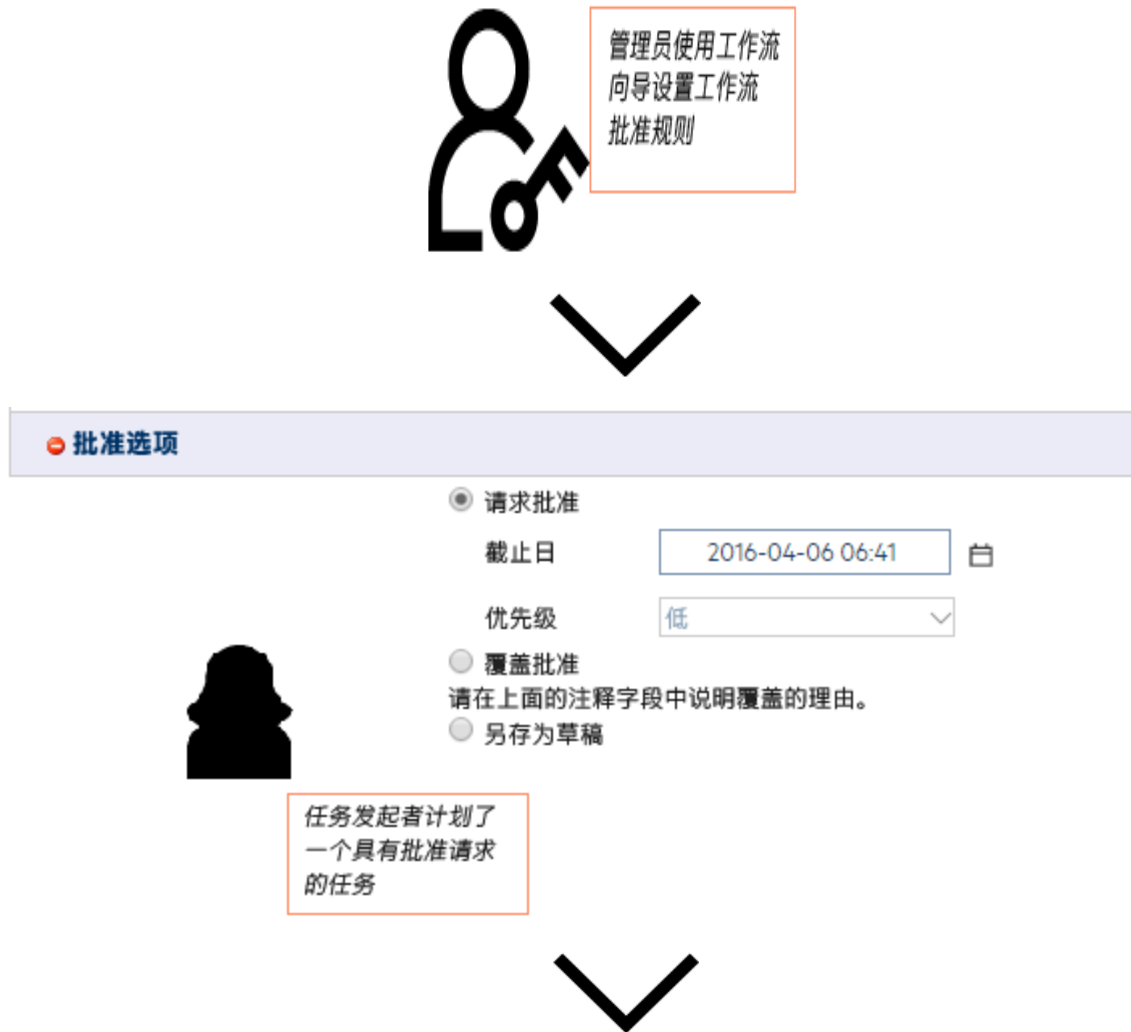 管理员使用工作流
向导设置工作流
批准规则
批准选项
请求批准
截止日 2016-04-06 06:41
优先级 低
覆盖批准
请在上面的注释字段中说明覆盖的理由。
另存为草稿
任务发起者计划了
一个具有批准请求
的任务